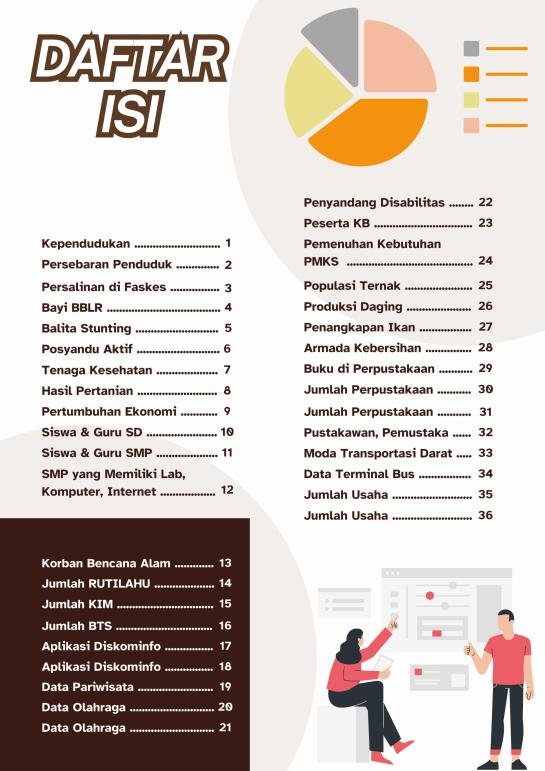 DAFTAR
ISI
Kependudukan ........................... 1
Persebaran Penduduk ............. 2
Persalinan di Faskes ................ 3
Bayi BBLR .................................... 4
Balita Stunting ........................... 5
Posyandu Aktif ........................... 6
Tenaga Kesehatan .................... 7
Hasil Pertanian .......................... 8
Pertumbuhan Ekonomi ............ 9
Siswa & Guru SD ....................... 10
Siswa & Guru SMP .................... 11
SMP yang Memiliki Lab,
Komputer, Internet ................. 12
Korban Bencana Alam ............ 13
Jumlah RUTILAHU .................. 14
Jumlah KIM .............................. 15
Jumlah BTS .............................. 16
Aplikasi Diskominfo ............... 17
Aplikasi Diskominfo ............... 18
Data Pariwisata ....................... 19
Data Olahraga ......................... 20
Data Olahraga ......................... 21
Penyandang Disabilitas ........ 22
Peserta KB ............................... 23
Pemenuhan Kebutuhan
PMKS ....................................... 24
Populasi Ternak ...................... 25
Produksi Daging ..................... 26
Penangkapan Ikan .................. 27
Armada Kebersihan ............... 28
Buku di Perpustakaan ........... 29
Jumlah Perpustakaan ............ 30
Jumlah Perpustakaan ............ 31
Pustakawan, Pemustaka ...... 32
Moda Transportasi Darat ..... 33
Data Terminal Bus .................. 34
Jumlah Usaha .......................... 35
Jumlah Usaha .......................... 36